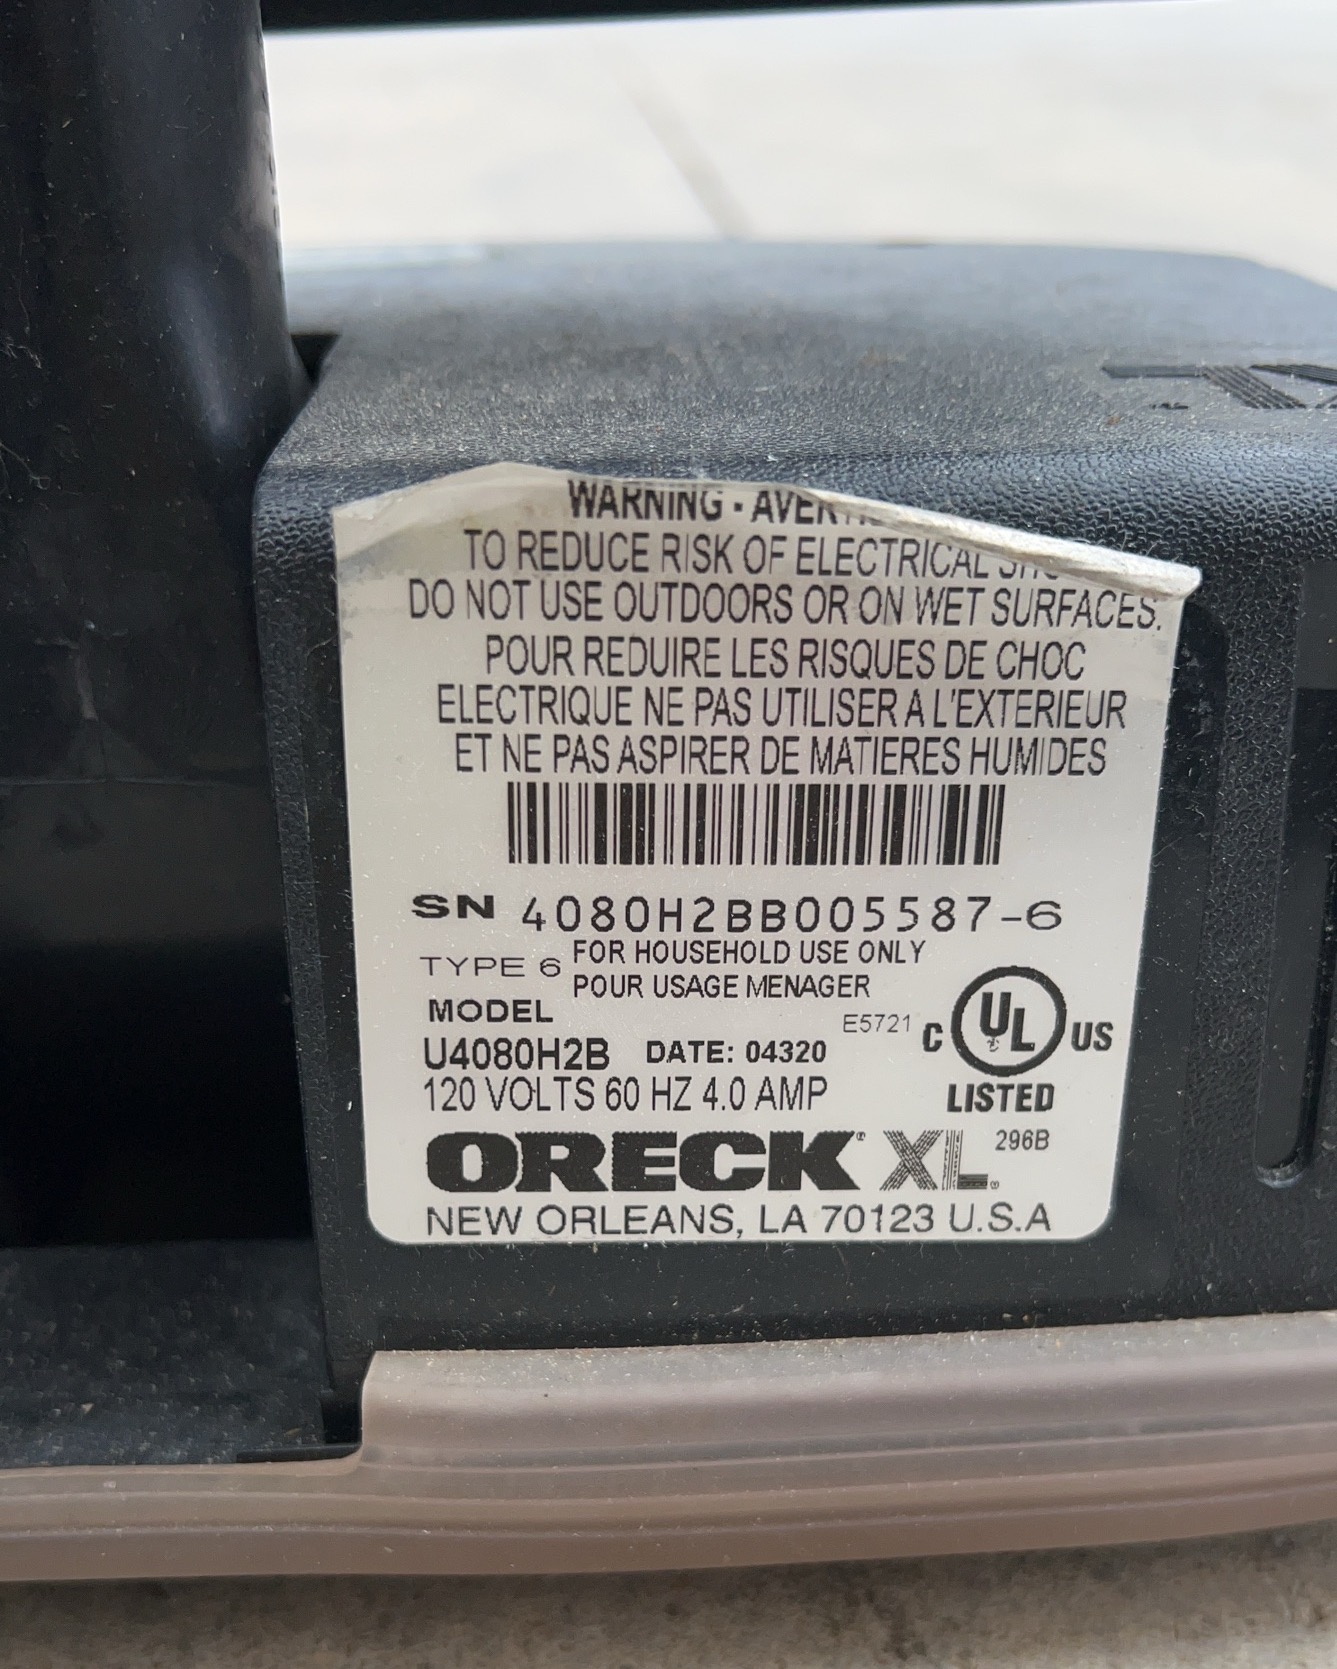 WARNING -
TO REDUCE RISK OF ELECTRICAL
DO NOT USE OUTDOORS OR ON WET SURFACES.
POUR REDUIRE LES RISQUES DE CHOC
ELECTRIQUE NE PAS UTILISER A L'EXTERIEUR
ET NE PAS ASPIRER DE MATIERES HUMIDES
SN 4080H2BB005587-6
TYPE 6 FOR HOUSEHOLD USE ONLY
POUR USAGE MENAGER
MODEL
E5721 C UL US
U4080H2B DATE: 04320
120 VOLTS 60 HZ 4.0 AMP LISTED
ORECK® XL® 296B
NEW ORLEANS, LA 70123 U.S.A